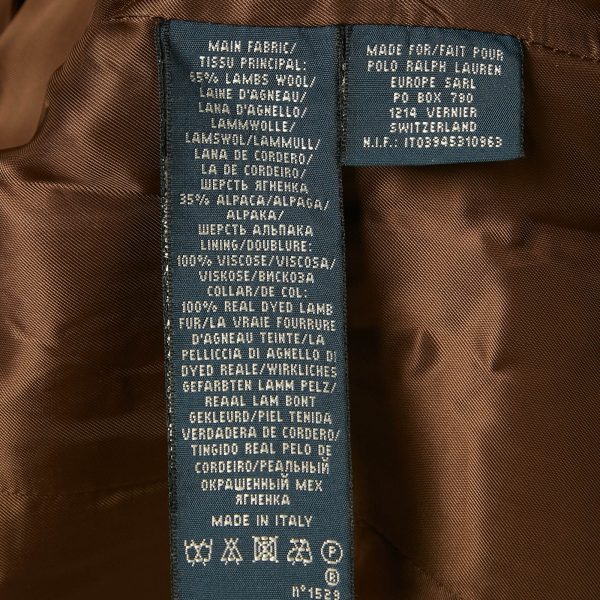 MAIN FABRIC/
TISSU PRINCIPAL:
65% LAMBS WOOL/
LAINE D'AGNEAU/
LANA D'AGNELLO/
LAMMWOLLE/
LAMSWOL/LAMMULL/
LANA DE CORDERO/
LA DE CORDEIRO/
ШЕРСТЬ ЯГНЕНКА
35% ALPACA/ALPAGA/
ALPAKA/
ШЕРСТЬ АЛЬПАКА
LINING/DOUBLURE:
100% VISCOSE/VISCOSA/
VISKOSE/ВИСКОЗА
COLLAR/DE COL:
100% REAL DYED LAMB
FUR/LA VRAIE FOURRURE
D'AGNEAU TEINTE/LA
PELLICCIA DI AGNELLO DI
DYED REALE/WIRKLICHES
GEFARBTEN LAMM PELZ/
REAAL LAM BONT
GEKLEURD/PIEL TENIDA
VERDADERA DE CORDERO/
TINGIDO REAL PELO DE
CORDEIRO/РЕАЛЬНЫЙ
ОКРАШЕННЫЙ МЕХ
ЯГНЕНКА
MADE IN ITALY
P
®
n°1529
MADE FOR/FAIT POUR
POLO RALPH LAUREN
EUROPE SARL
PO BOX 790
1214 VERNIER
SWITZERLAND
N.I.F.: IT03945310963